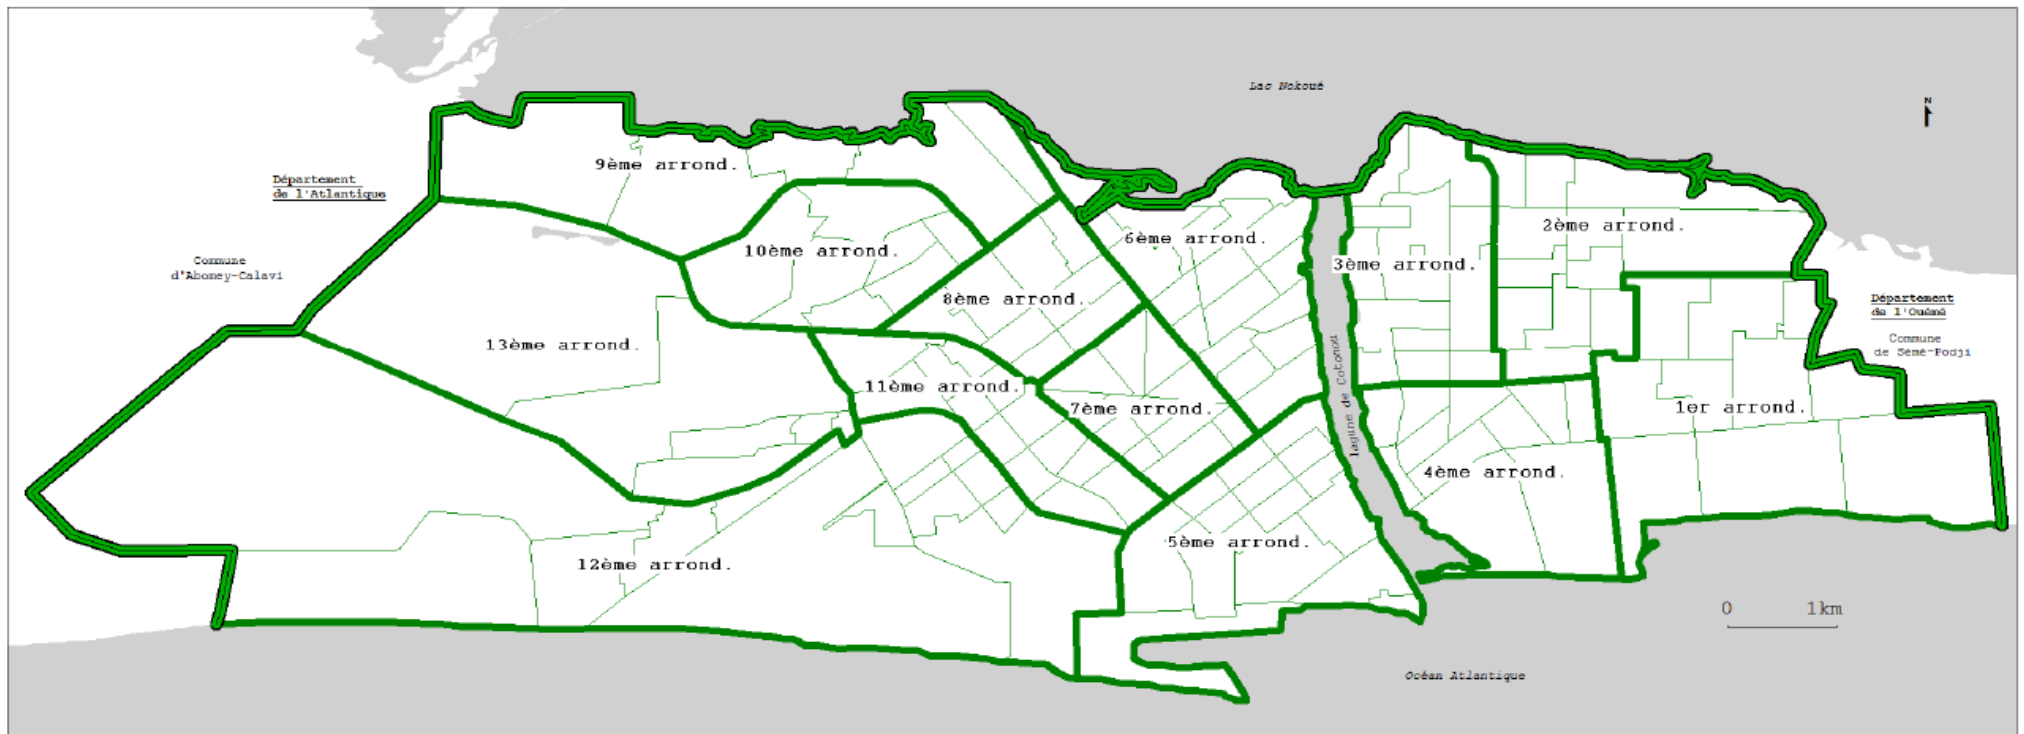 Lac Nokoué
N
9ème arrond.
Département
de l'Atlantique
2ème arrond.
6ème arrond.
10ème arrond.
3ème arrond.
Commune
d'Abomey-Calavi
8ème arrond.
Département
de l'Ouémé
13ème arrond.
Commune
de Sèmè-Podji
11ème arrond.
lagune de Cotonou
7ème arrond.
1er arrond.
4ème arrond.
5ème arrond.
12ème arrond.
0 1km
Océan Atlantique